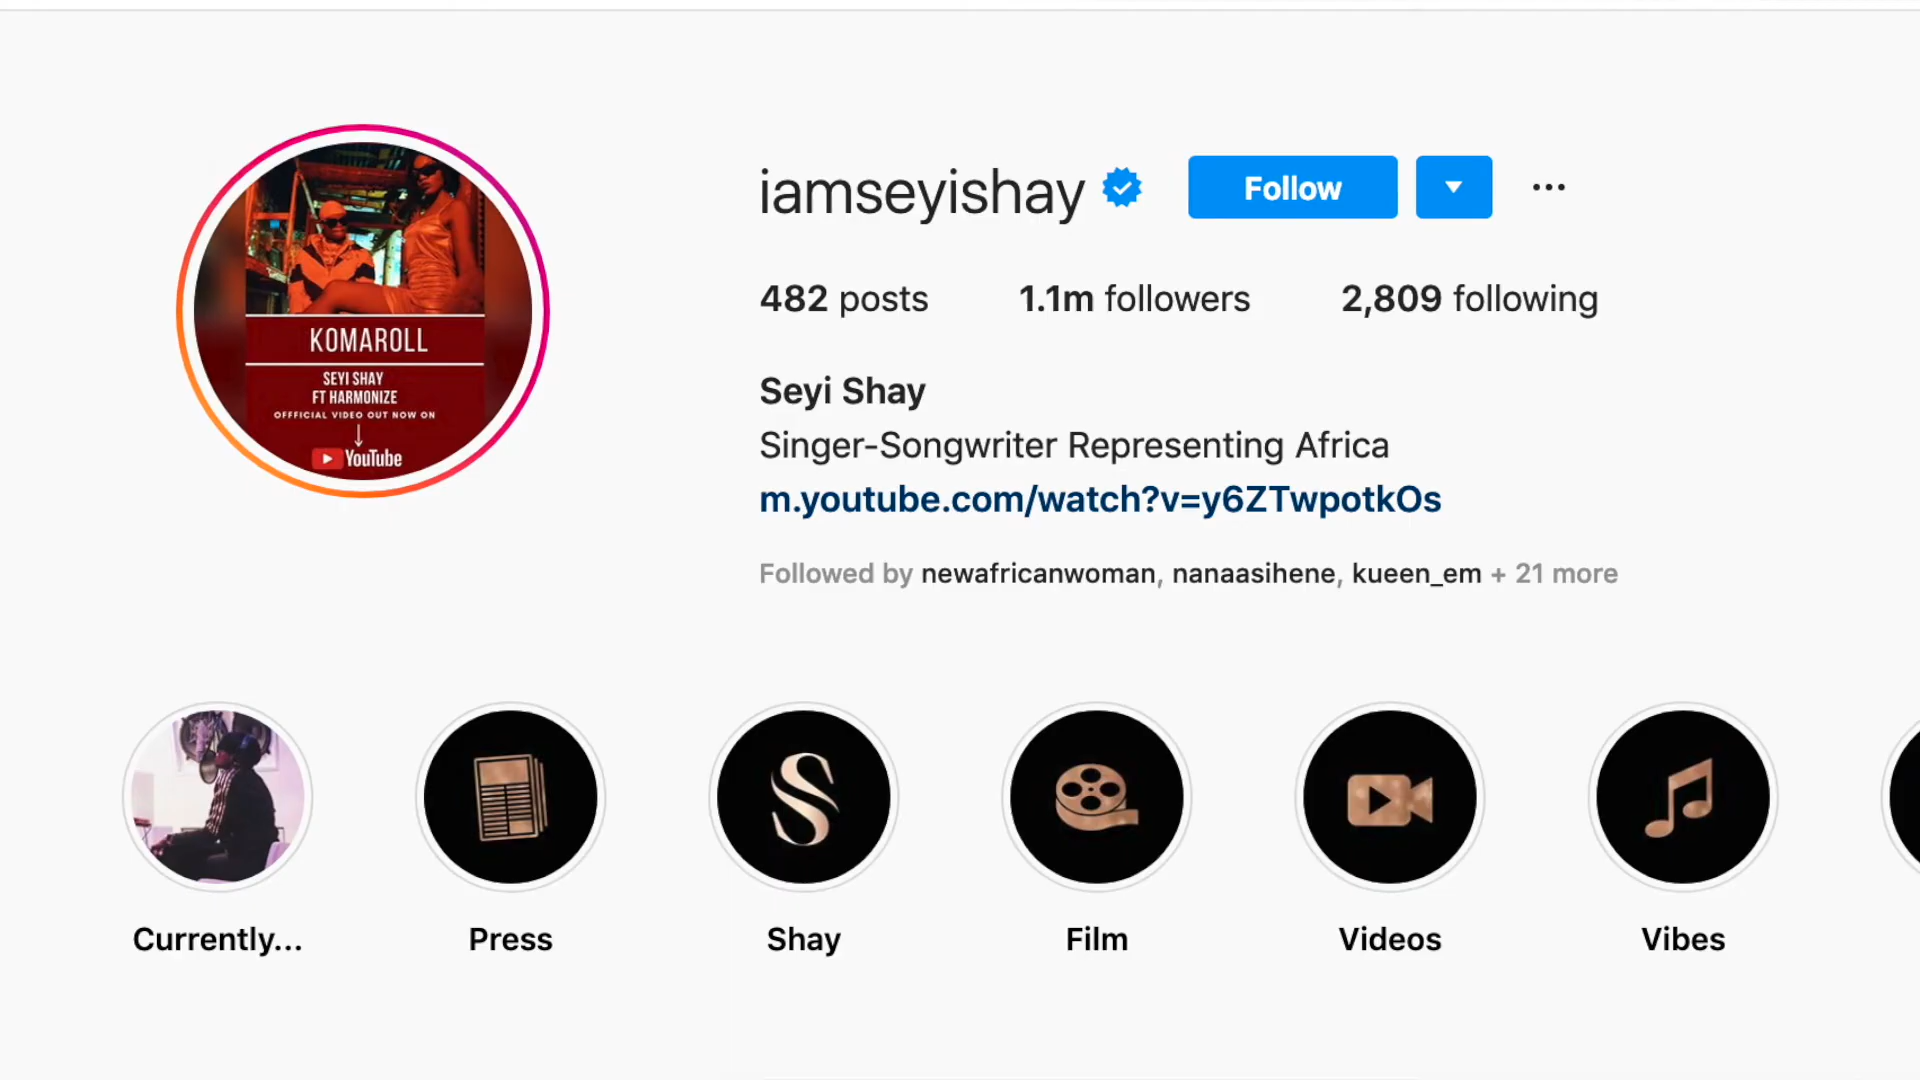 iamseyishay
Follow
482 posts 1.1m followers 2,809 following
Seyi Shay
Singer-Songwriter Representing Africa
m.youtube.com/watch?v=y6ZTwpotkOs
Followed by newafricanwoman, nanaasihene, kueen_em + 21 more
KOMAROLL
SEYI SHAY
FT HARMONIZE
OFFFICIAL VIDEO OUT NOW ON
YouTube
S
Currently... Press Shay Film Videos Vibes